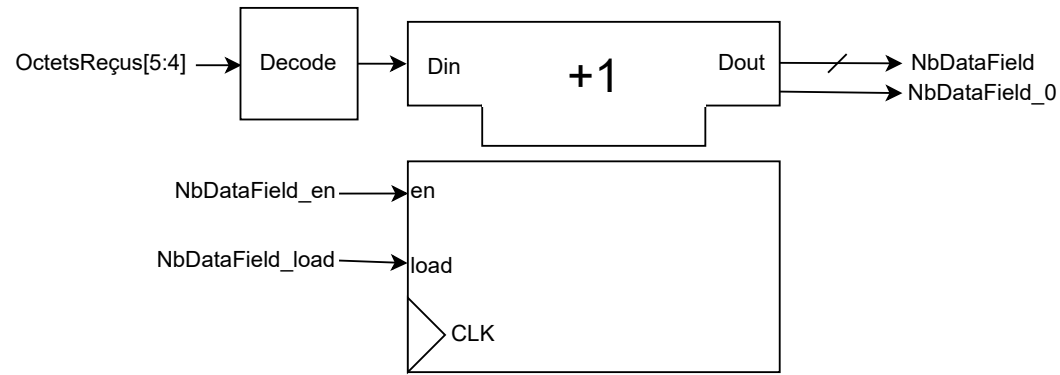 OctetsReçus[5:4]
Decode
Din
+1
Dout
NbDataField
NbDataField_0
NbDataField_en
en
NbDataField_load
load
CLK